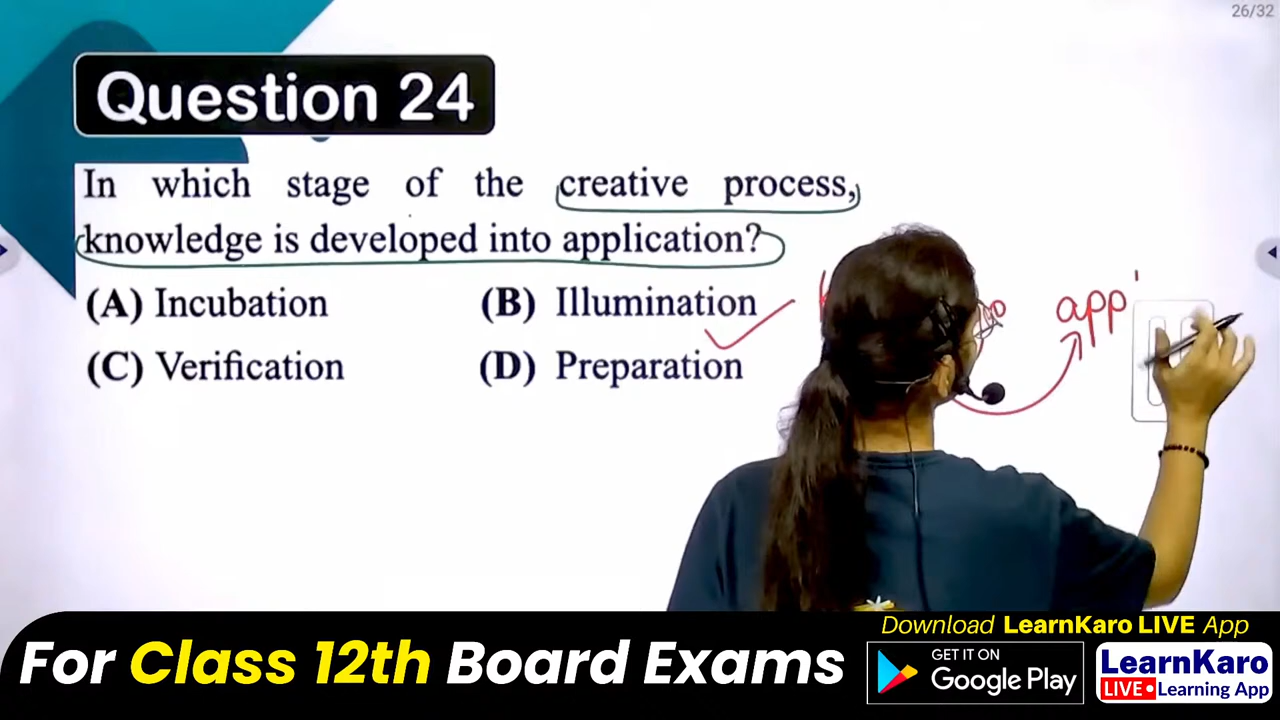 26/32
Question 24
In which stage of the creative process,
knowledge is developed into application?
(A) Incubation
(B) Illumination
(C) Verification
(D) Preparation
app
For Class 12th Board Exams
Download LearnKaro LIVE App
GET IT ON
Google Play
LearnKaro
LIVE Learning App